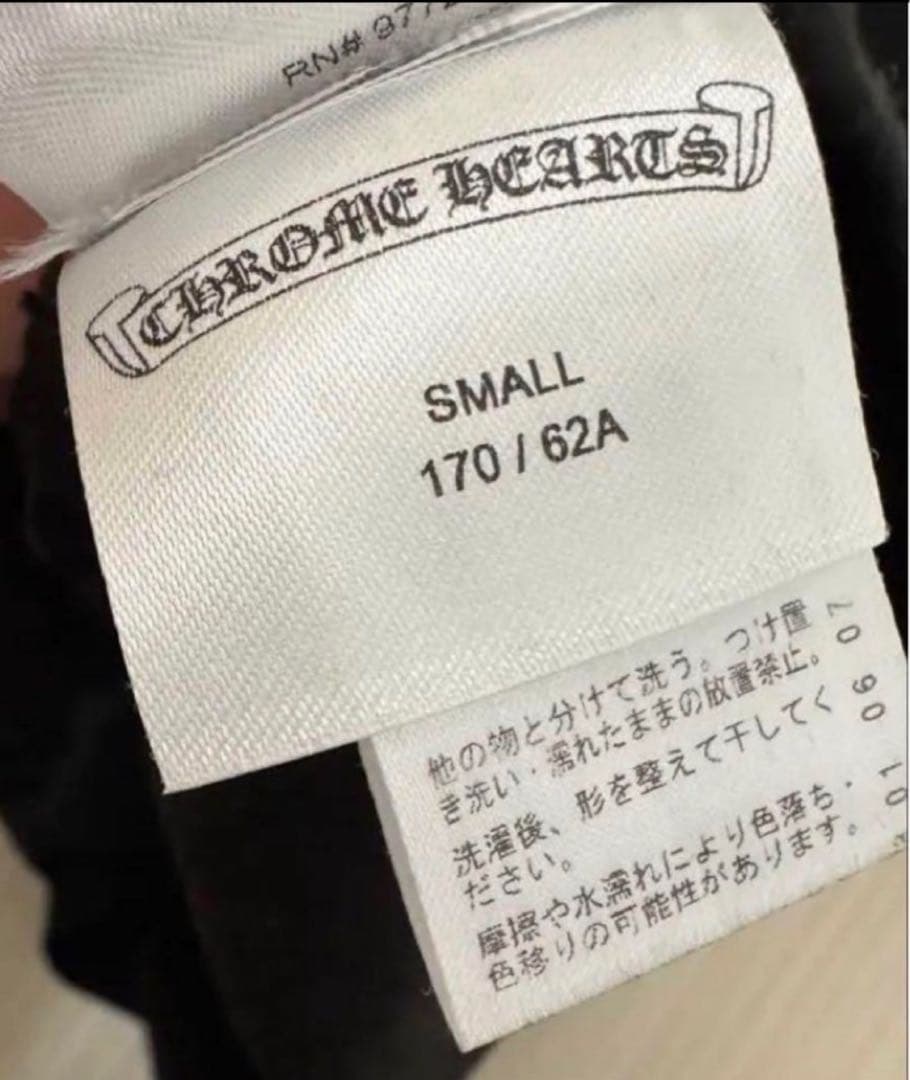 RN# 977
CHROME HEARTS
SMALL
170 / 62A
他の物と分けて洗う。つけ置
き洗い・濡れたままの放置禁止。
洗濯後、形を整えて干してく
ださい。
摩擦や水濡れにより色落ち・
色移りの可能性があります。